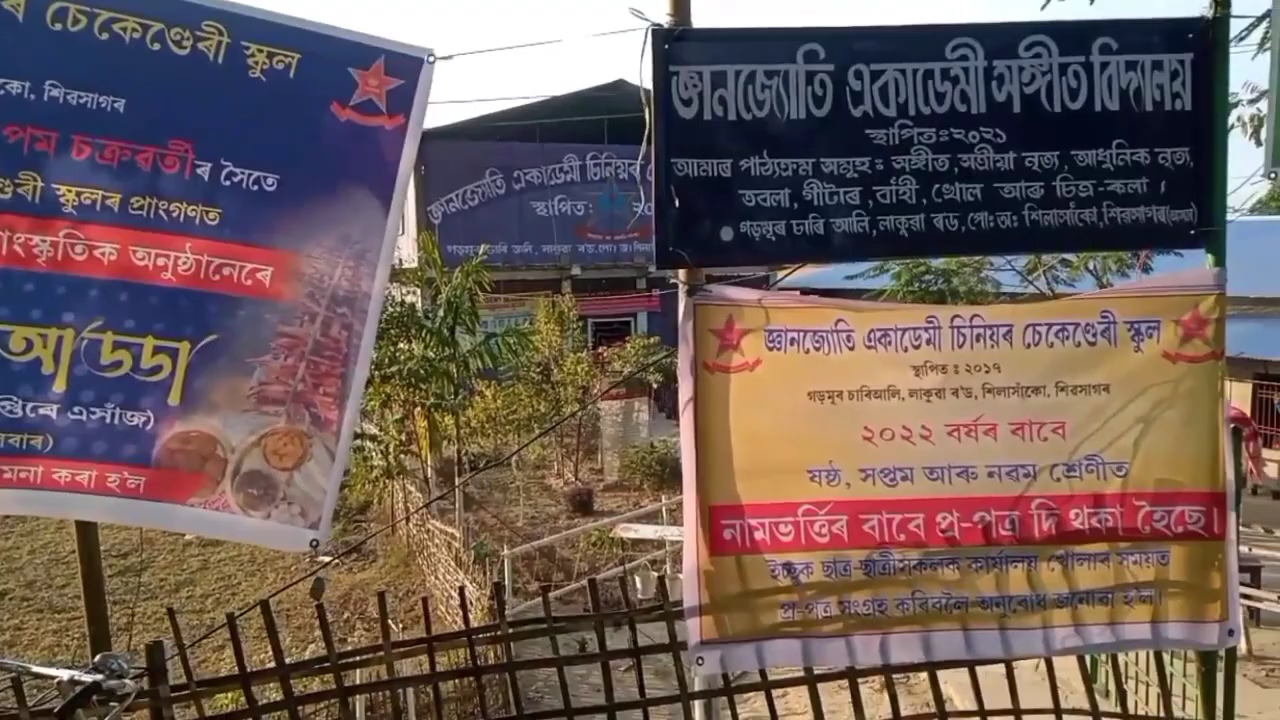 ৰ চেকেণ্ডেৰী স্কুল
কো, শিৱসাগৰ
পম চক্ৰৱৰ্তীৰ সৈতে
স্কুলৰ প্ৰাংগণত
াংস্কৃতিক অনুষ্ঠানেৰে
আড্ডা
এসাঁজ)
বাৰ)
মনা কৰা হ'ল
জ্ঞানজ্যোতি একাডেমী চিনিয়ৰ
স্থাপিত:
জ্ঞানজ্যোতি একাডেমী সঙ্গীত বিদ্যালয়
স্থাপিতঃ২০২১
আমাৰ পাঠ্যক্ৰম সমূহ : সঙ্গীত,সত্ৰীয়া নৃত্য, আধুনিক নৃত্য,
তবলা, গীটাৰ, বাঁহী, খোল আৰু চিত্ৰ-কলা ।
গড়মূৰ চাৰি আলি, লাকুৱা ৰড, পো:অ: শিলাসাঁকো,শিৱসাগৰ(অসম)
জ্ঞানজ্যোতি একাডেমী চিনিয়ৰ চেকেণ্ডেৰী স্কুল
স্থাপিত ঃ ২০১৭
গড়মূৰ চাৰিআলি, লাকুৱা ৰ'ড, শিলাসাঁকো, শিৱসাগৰ
২০২২ বৰ্ষৰ বাবে
ষষ্ঠ, সপ্তম আৰু নৱম শ্ৰেণীত
নামভৰ্ত্তিৰ বাবে প্ৰ-পত্ৰ দি থকা হৈছে।
ইচ্ছুক ছাত্ৰ-ছাত্ৰীসকলক কাৰ্যালয় খোলাৰ সময়ত
প্ৰ-পত্ৰ সংগ্ৰহ কৰিবলৈ অনুৰোধ জনোৱা হ'ল।